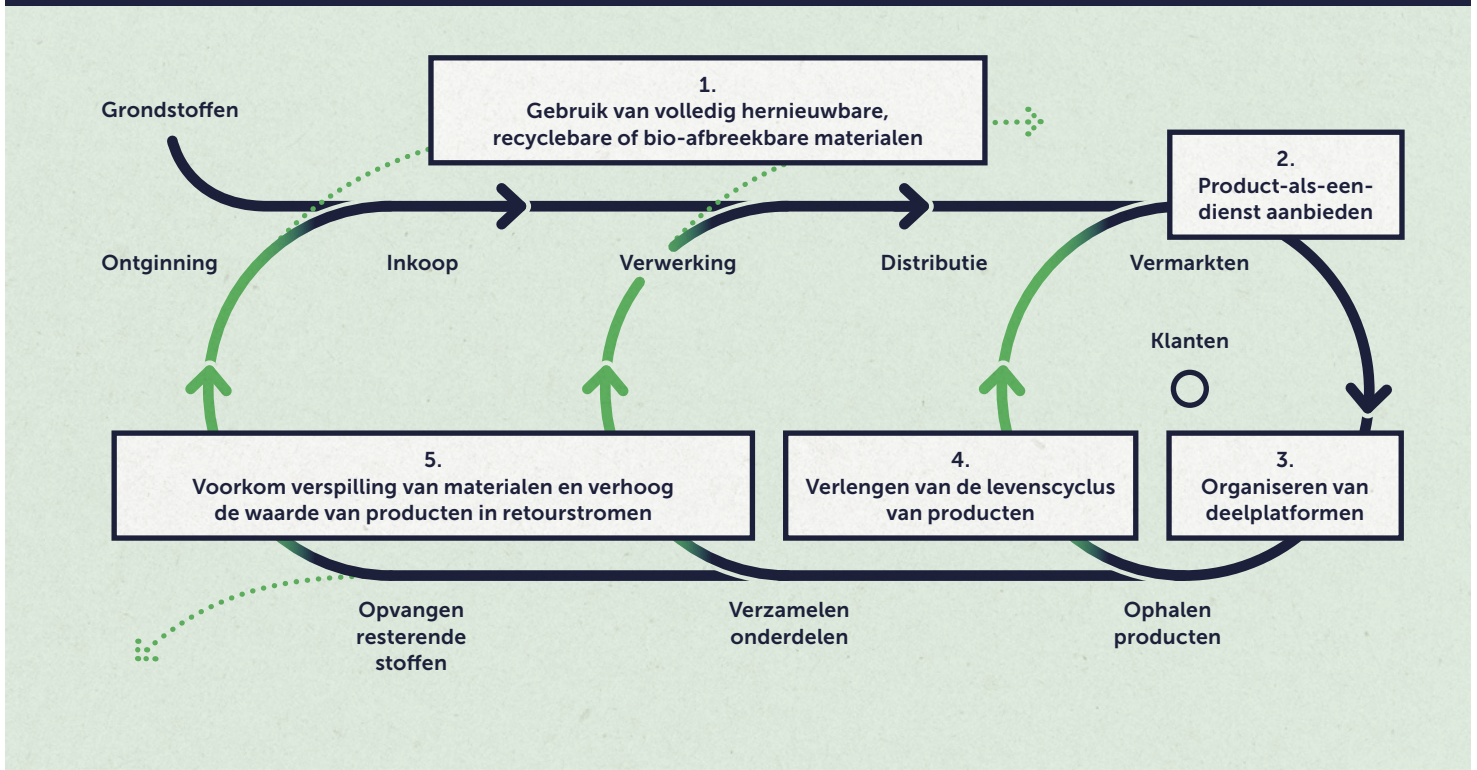 Grondstoffen
1.
Gebruik van volledig hernieuwbare,
recyclebare of bio-afbreekbare materialen
2.
Product-als-een-
dienst aanbieden
Ontginning
Inkoop
Verwerking
Distributie
Vermarkten
Klanten
5.
Voorkom verspilling van materialen en verhoog
de waarde van producten in retourstromen
4.
Verlengen van de levenscyclus
van producten
3.
Organiseren van
deelplatformen
Opvangen
resterende
stoffen
Verzamelen
onderdelen
Ophalen
producten